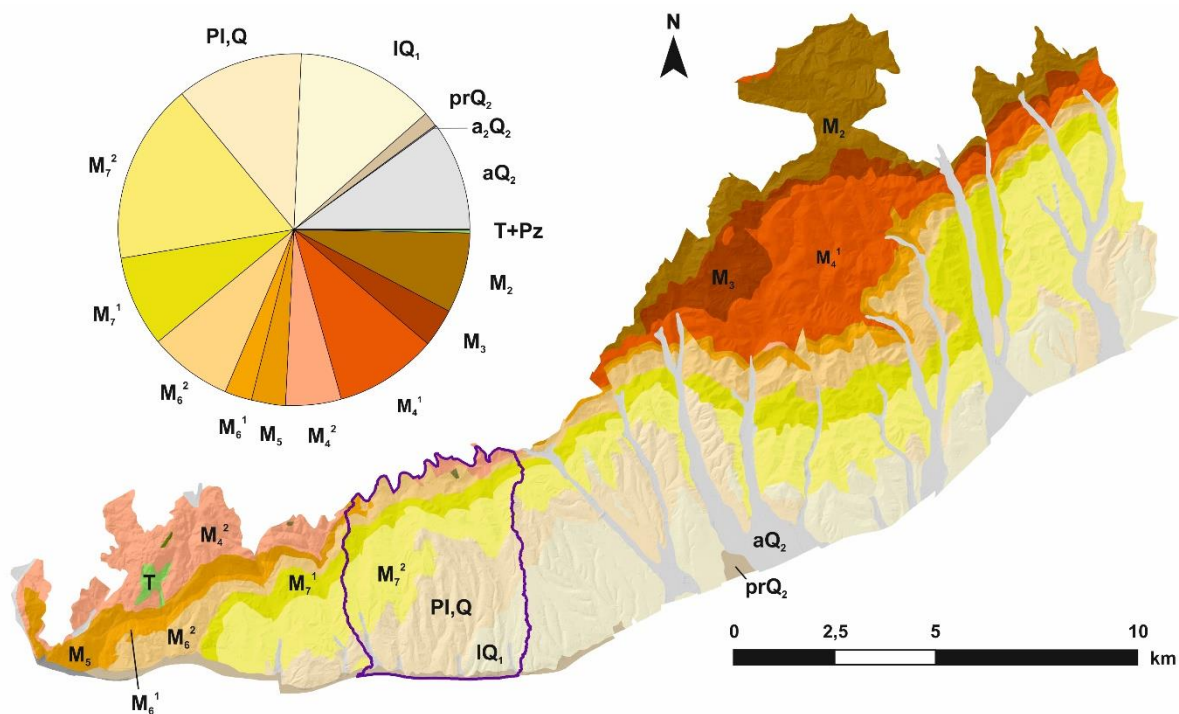 Pl,Q
lQ₁
prQ₂
a₂Q₂
aQ₂
T+Pz
M₂
M₃
M₄¹
M₄²
M₅
M₆¹
M₆²
M₇¹
M₇²
N
M₂
M₃
M₄¹
M₄²
T
M₇¹
M₇²
Pl,Q
lQ₁
M₅
M₆²
M₆¹
aQ₂
prQ₂
0 2,5 5 10
km